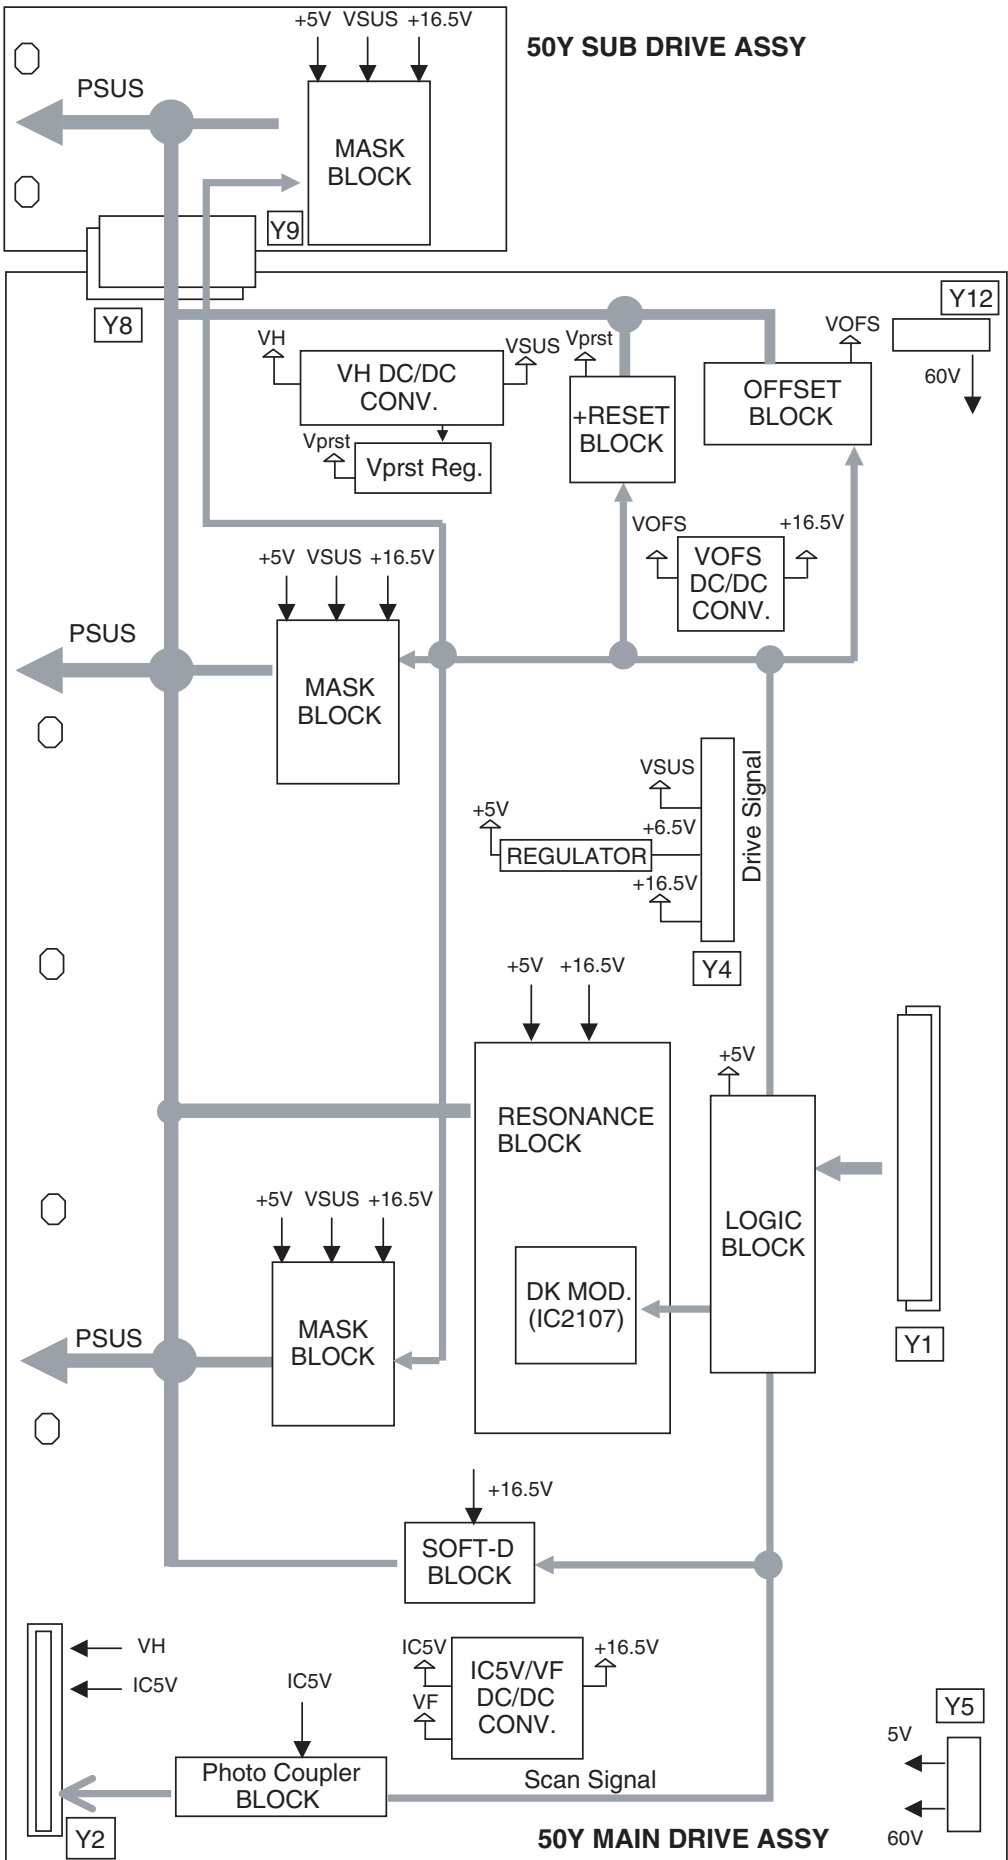 +5V VSUS +16.5V
50Y SUB DRIVE ASSY
PSUS
MASK
BLOCK
Y9
Y8
Y12
VH
VSUS
Vprst
VOFS
VH DC/DC
CONV.
60V
+RESET
BLOCK
OFFSET
BLOCK
Vprst
Vprst Reg.
VOFS
+16.5V
VOFS
DC/DC
CONV.
+5V VSUS +16.5V
PSUS
MASK
BLOCK
VSUS
Drive Signal
+5V
+6.5V
REGULATOR
+16.5V
Y4
+5V +16.5V
+5V
RESONANCE
BLOCK
+5V VSUS +16.5V
LOGIC
BLOCK
DK MOD.
(IC2107)
PSUS
MASK
BLOCK
Y1
+16.5V
SOFT-D
BLOCK
VH
IC5V
IC5V
IC5V
VF
+16.5V
IC5V/VF
DC/DC
CONV.
Y5
5V
Photo Coupler
BLOCK
Scan Signal
Y2
60V
50Y MAIN DRIVE ASSY